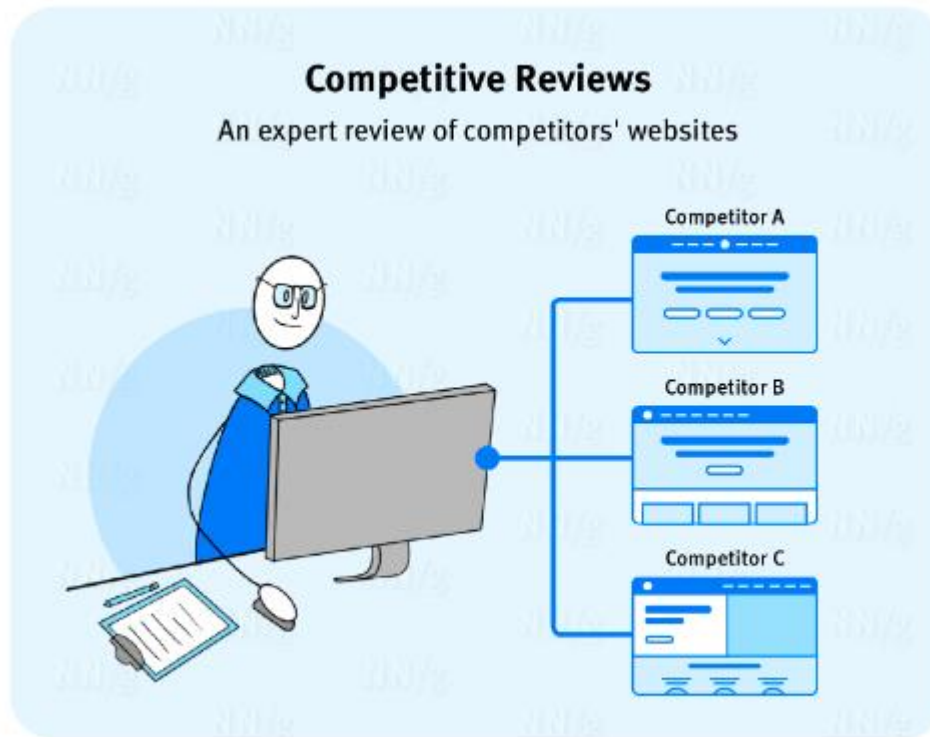 Competitive Reviews
An expert review of competitors' websites
Competitor A
Competitor B
Competitor C